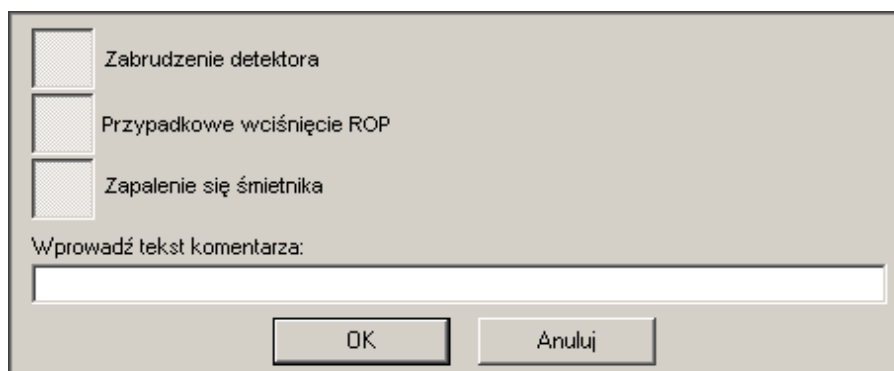 Zabrudzenie detektora
Przypadkowe wciśnięcie ROP
Zapalenie się śmietnika
Wprowadź tekst komentarza:
OK
Anuluj